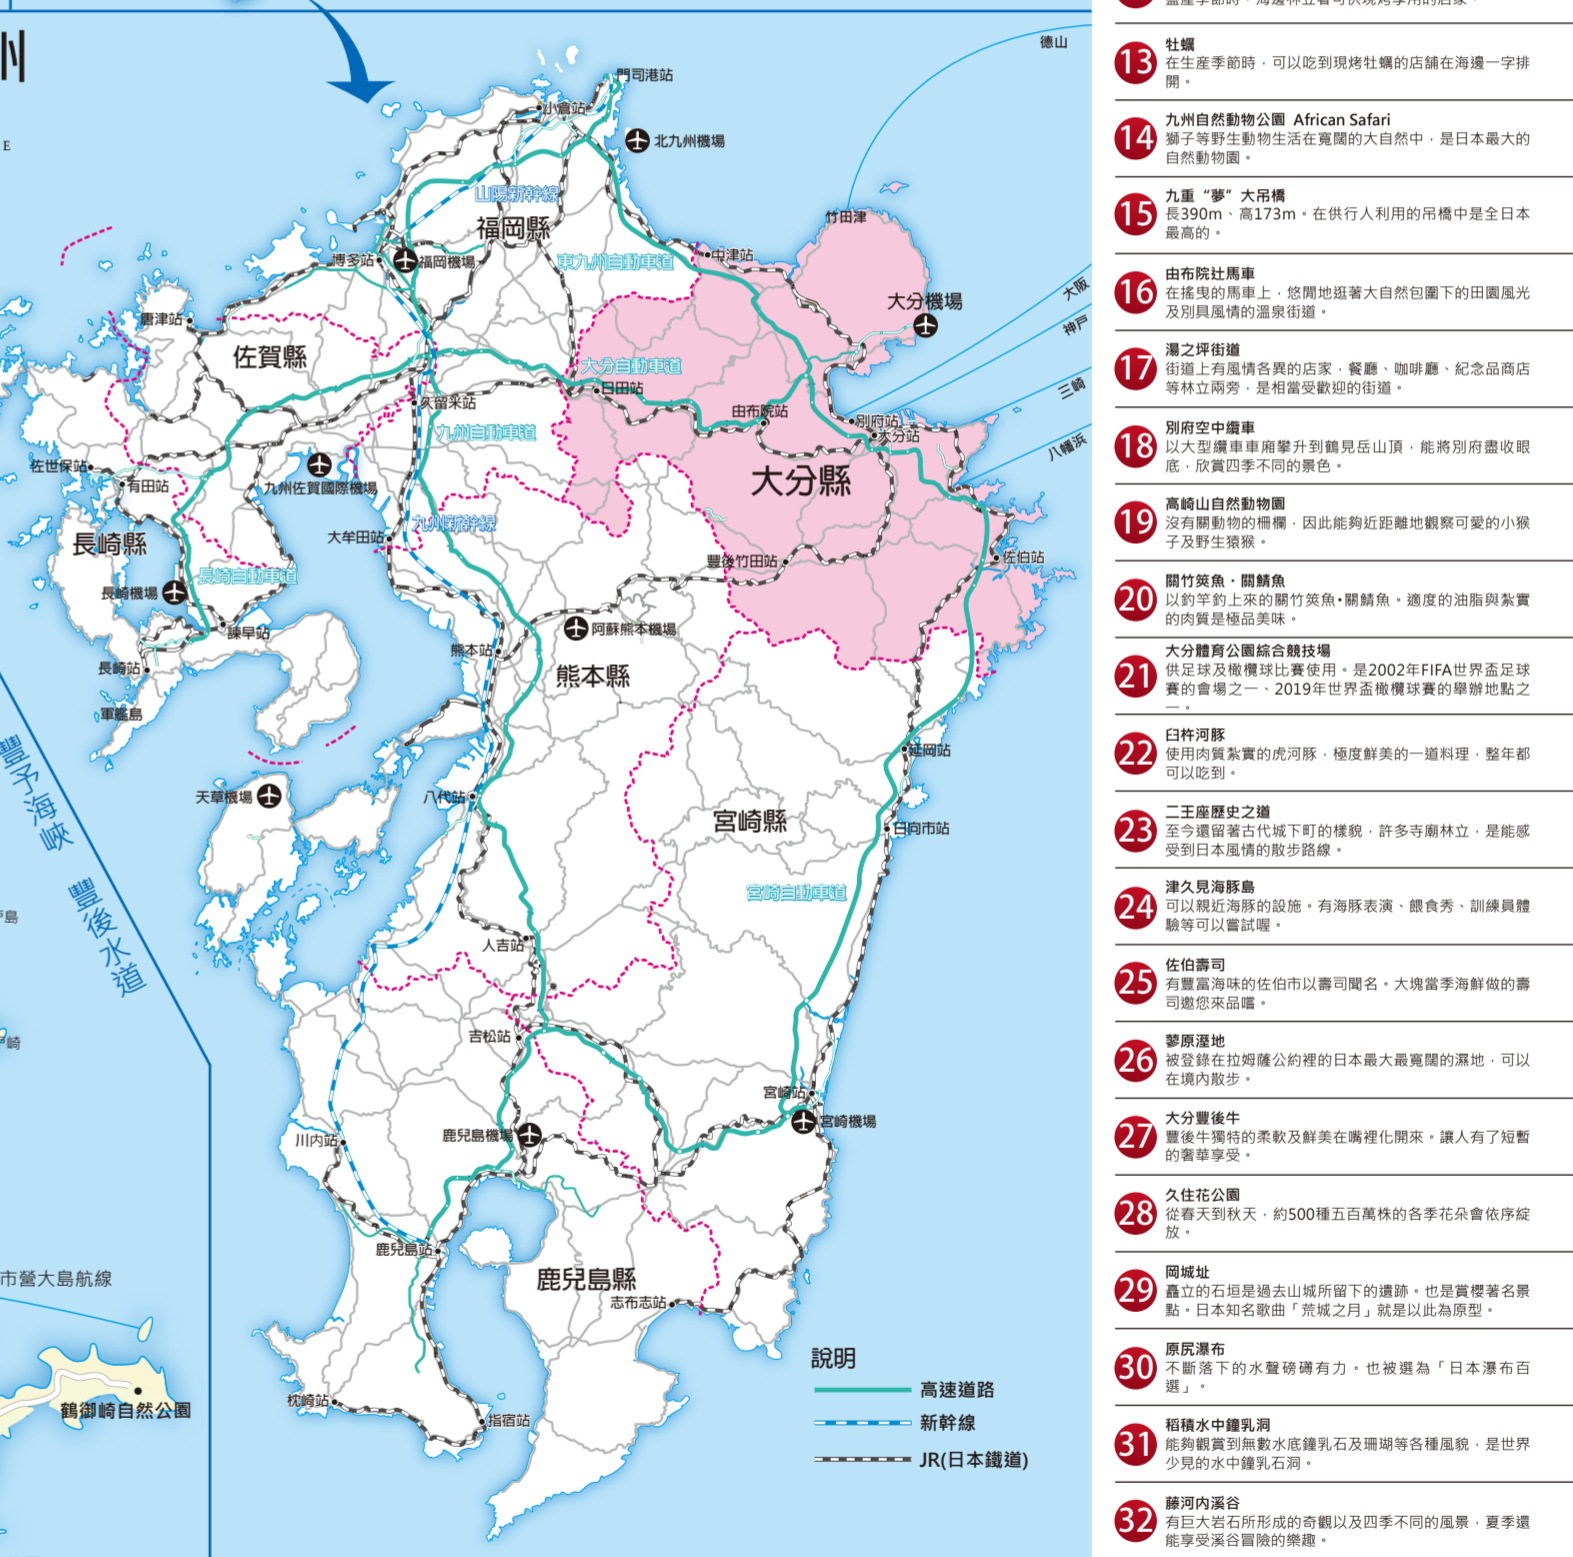 州
E
德山
門司港站
小倉站
北九州機場
山陽新幹線
福岡縣
竹田津
博多站
福岡機場
東九州自動車道
中津站
大阪
大分機場
神戸
唐津站
佐賀縣
大分自動車道
三崎
日田站
久留米站
由布院站
別府站
九州自動車道
大分站
八幡浜
佐世保站
九州佐賀國際機場
有田站
大分縣
九州新幹線
大牟田站
長崎縣
豐後竹田站
佐伯站
長崎自動車道
長崎機場
諫早站
阿蘇熊本機場
熊本站
長崎站
熊本縣
軍艦島
豐予海峽
延岡站
天草機場
八代站
宮崎縣
日向市站
豐後水道
宮崎自動車道
島
人吉站
吉松站
崎
宮崎站
鹿兒島機場
宮崎機場
川内站
鹿兒島站
市營大島航線
鹿兒島縣
志布志站
說明
高速道路
枕崎站
鶴御崎自然公園
指宿站
新幹線
JR(日本鐵道)
13
牡蠣
在生產季節時，可以吃到現烤牡蠣的店舖在海邊一字排
開。
14
九州自然動物公園 African Safari
獅子等野生動物生活在寬闊的大自然中，是日本最大的
自然動物園。
15
九重“夢”大吊橋
長390m、高173m。在供行人利用的吊橋中是全日本
最高的。
16
由布院辻馬車
在搖曳的馬車上，悠閒地逛著大自然包圍下的田園風光
及別具風情的溫泉街道。
17
湯之坪街道
街道上有風情各異的店家，餐廳、咖啡廳、紀念品商店
等林立兩旁，是相當受歡迎的街道。
18
別府空中纜車
以大型纜車車廂攀升到鶴見岳山頂，能將別府盡收眼
底，欣賞四季不同的景色。
19
高崎山自然動物園
沒有關動物的柵欄，因此能夠近距離地觀察可愛的小猴
子及野生猿猴。
20
關竹筴魚・關鯖魚
以釣竿釣上來的關竹筴魚•關鯖魚。適度的油脂與紮實
的肉質是極品美味。
21
大分體育公園綜合競技場
供足球及橄欖球比賽使用。是2002年FIFA世界盃足球
賽的會場之一、2019年世界盃橄欖球賽的舉辦地點之
一。
22
臼杵河豚
使用肉質紮實的虎河豚，極度鮮美的一道料理，整年都
可以吃到。
23
二王座歷史之道
至今還留著古代城下町的樣貌，許多寺廟林立，是能感
受到日本風情的散步路線。
24
津久見海豚島
可以親近海豚的設施。有海豚表演、餵食秀、訓練員體
驗等可以嘗試喔。
25
佐伯壽司
有豐富海味的佐伯市以壽司聞名。大塊當季海鮮做的壽
司邀您來品嚐。
26
蓼原溼地
被登錄在拉姆薩公約裡的日本最大最寬闊的濕地，可以
在境內散步。
27
大分豐後牛
豐後牛獨特的柔軟及鮮美在嘴裡化開來。讓人有了短暫
的奢華享受。
28
久住花公園
從春天到秋天，約500種五百萬株的各季花朵會依序綻
放。
29
岡城址
矗立的石垣是過去山城所留下的遺跡。也是賞櫻著名景
點。日本知名歌曲「荒城之月」就是以此為原型。
30
原尻瀑布
不斷落下的水聲磅礴有力。也被選為「日本瀑布百
選」。
31
稻積水中鐘乳洞
能夠觀賞到無數水底鐘乳石及珊瑚等各種風貌，是世界
少見的水中鐘乳石洞。
32
藤河內溪谷
有巨大岩石所形成的奇觀以及四季不同的風景，夏季還
能享受溪谷冒險的樂趣。